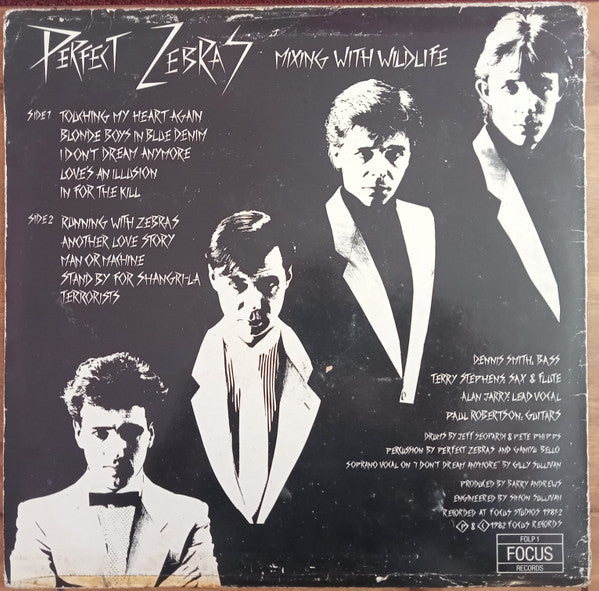 PERFECT ZEBRAS MIXING WITH WILDLIFE
SIDE 1 TOUCHING MY HEART AGAIN
BLONDE BOYS IN BLUE DENIM
I DON'T DREAM ANYMORE
LOVE'S AN ILLUSION
IN FOR THE KILL
SIDE 2 RUNNING WITH ZEBRAS
ANOTHER LOVE STORY
MAN OR MACHINE
STAND BY FOR SHANGRI-LA
TERRORISTS
DENNIS SMITH, BASS
TERRY STEPHENS, SAX & FLUTE
ALAN JARRY, LEAD VOCAL
PAUL ROBERTSON, GUITARS
DRUMS BY JEFF SEOPARDI & PETE PHIPPS
PERCUSSION BY PERFECT ZEBRAS AND BELLO
SOPRANO VOCAL ON "I DON'T DREAM ANYMORE" BY GILLY SULLIVAN
PRODUCED BY BARRY ANDREWS
ENGINEERED BY SIMON SULLIVAN
RECORDED AT FOCUS STUDIOS 1981-2
Ⓟ & Ⓒ 1982 FOCUS RECORDS
FOLP 1
FOCUS
RECORDS